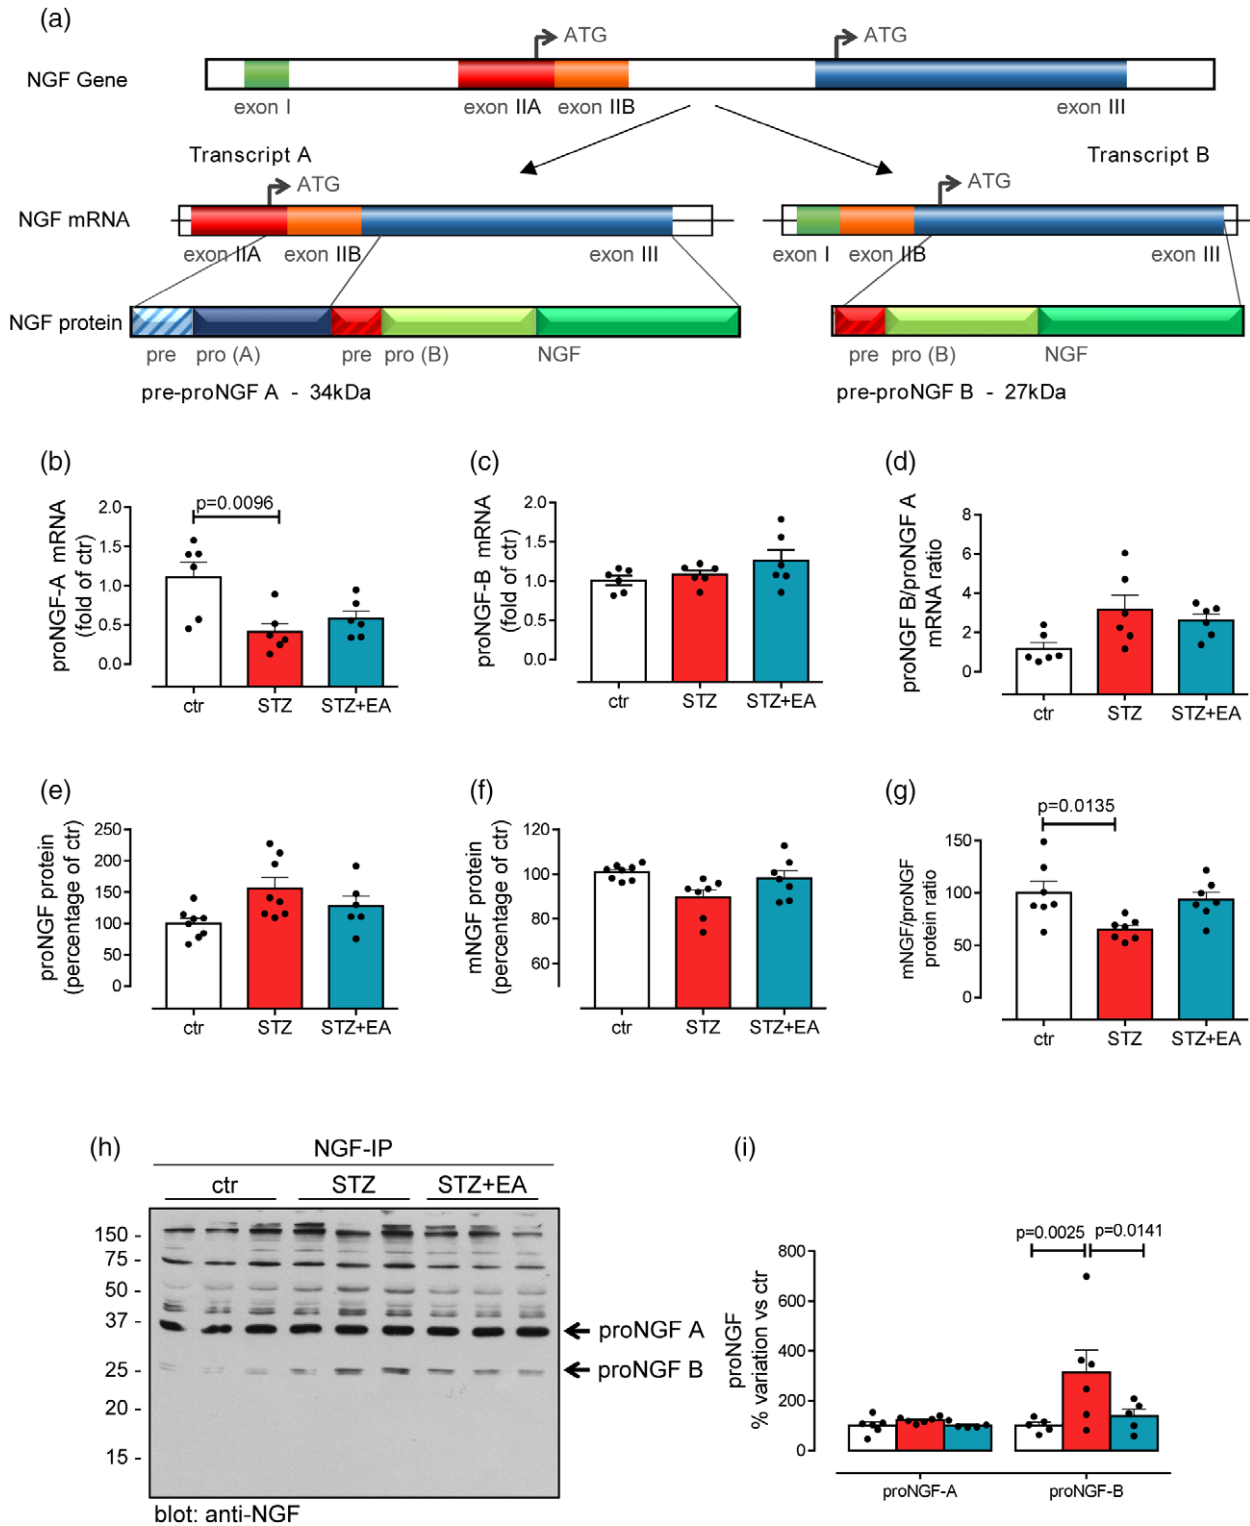 (a)
ATG ATG
NGF Gene
exon I exon IIA exon IIB exon III
Transcript A Transcript B
ATG ATG
NGF mRNA
exon IIA exon IIB exon III exon I exon IIB exon III
NGF protein
pre pro (A) pre pro (B) NGF pre pro (B) NGF
pre-proNGF A - 34kDa pre-proNGF B - 27kDa
(b)
proNGF-A mRNA
(fold of ctr)
2.0
1.5
1.0
0.5
0.0
p=0.0096
ctr STZ STZ+EA
(c)
proNGF-B mRNA
(fold of ctr)
2.0
1.5
1.0
0.5
0.0
ctr STZ STZ+EA
(d)
proNGF B/proNGF A
mRNA ratio
8
6
4
2
0
ctr STZ STZ+EA
(e)
proNGF protein
(percentage of ctr)
250
200
150
100
50
0
ctr STZ STZ+EA
(f)
mNGF protein
(percentage of ctr)
120
100
80
60
ctr STZ STZ+EA
(g)
mNGF/proNGF
protein ratio
150
100
50
0
p=0.0135
ctr STZ STZ+EA
(h)
NGF-IP
ctr STZ STZ+EA
150 -
75 -
50 -
37 -
25 -
20 -
15 -
proNGF A
proNGF B
blot: anti-NGF
(i)
proNGF
% variation vs ctr
800
600
400
200
0
p=0.0025 p=0.0141
proNGF-A proNGF-B